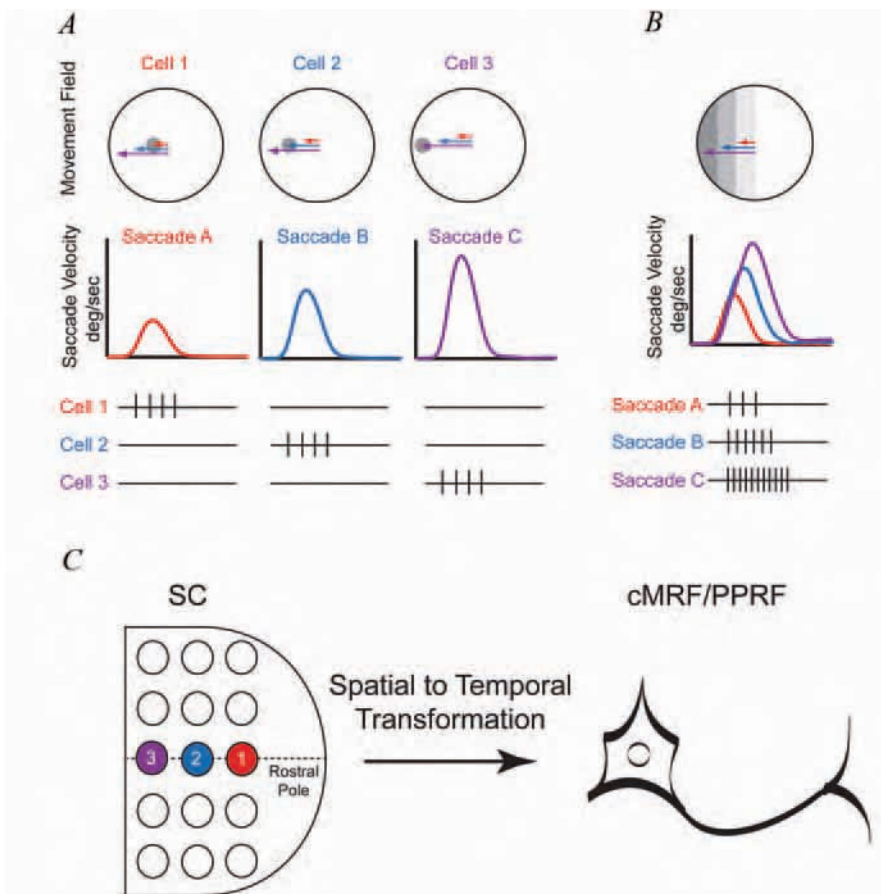 A
B
Cell 1 Cell 2 Cell 3
Movement Field
Saccade A Saccade B Saccade C
Saccade Velocity
deg/sec
Saccade Velocity
deg/sec
Cell 1
Cell 2
Cell 3
Saccade A
Saccade B
Saccade C
C
SC
cMRF/PPRF
Spatial to Temporal
Transformation
3 2 1
Rostral
Pole